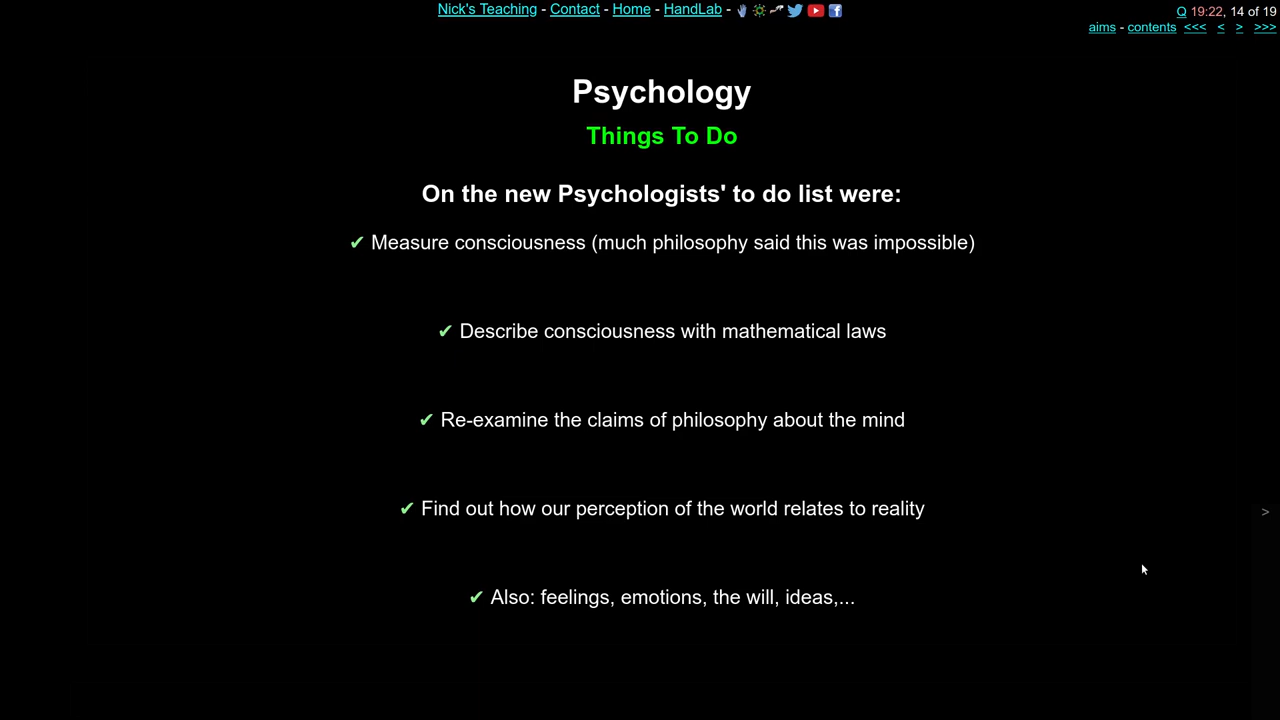 Nick's Teaching - Contact - Home - HandLab -
Q 19:22, 14 of 19
aims - contents <<< < > >>>
Psychology
Things To Do
On the new Psychologists' to do list were:
✔ Measure consciousness (much philosophy said this was impossible)
✔ Describe consciousness with mathematical laws
✔ Re-examine the claims of philosophy about the mind
✔ Find out how our perception of the world relates to reality
>
✔ Also: feelings, emotions, the will, ideas,...